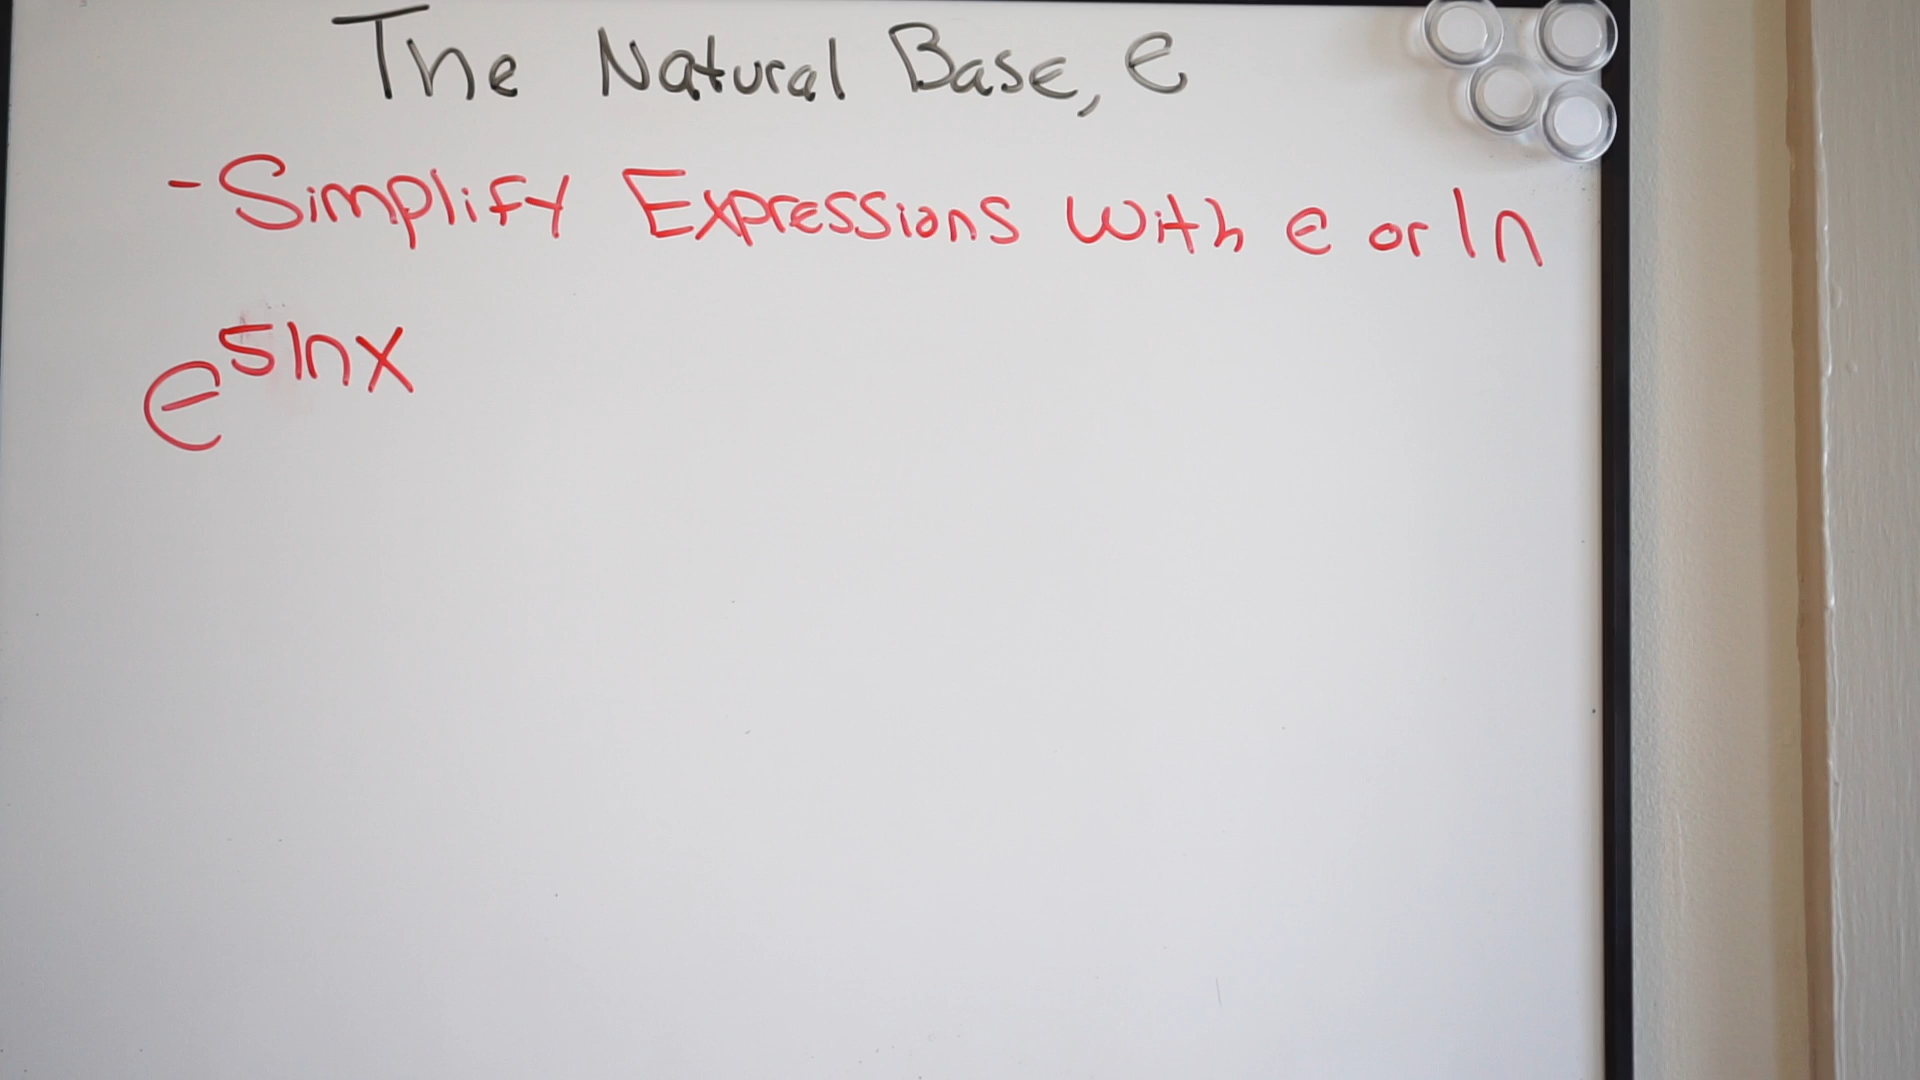 The Natural Base, e
- Simplify Expressions with e or ln
e^5lnx